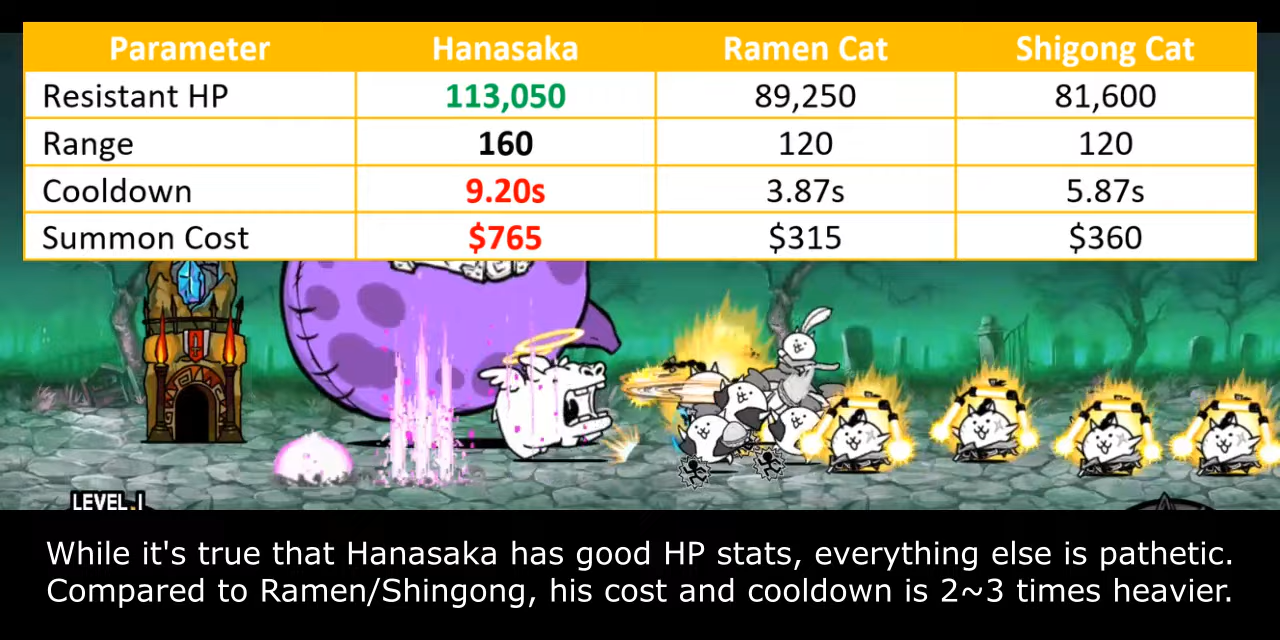 Parameter Hanasaka Ramen Cat Shigong Cat
Resistant HP 113,050 89,250 81,600
Range 160 120 120
Cooldown 9.20s 3.87s 5.87s
Summon Cost $765 $315 $360
LEVEL.1
While it's true that Hanasaka has good HP stats, everything else is pathetic.
Compared to Ramen/Shingong, his cost and cooldown is 2~3 times heavier.